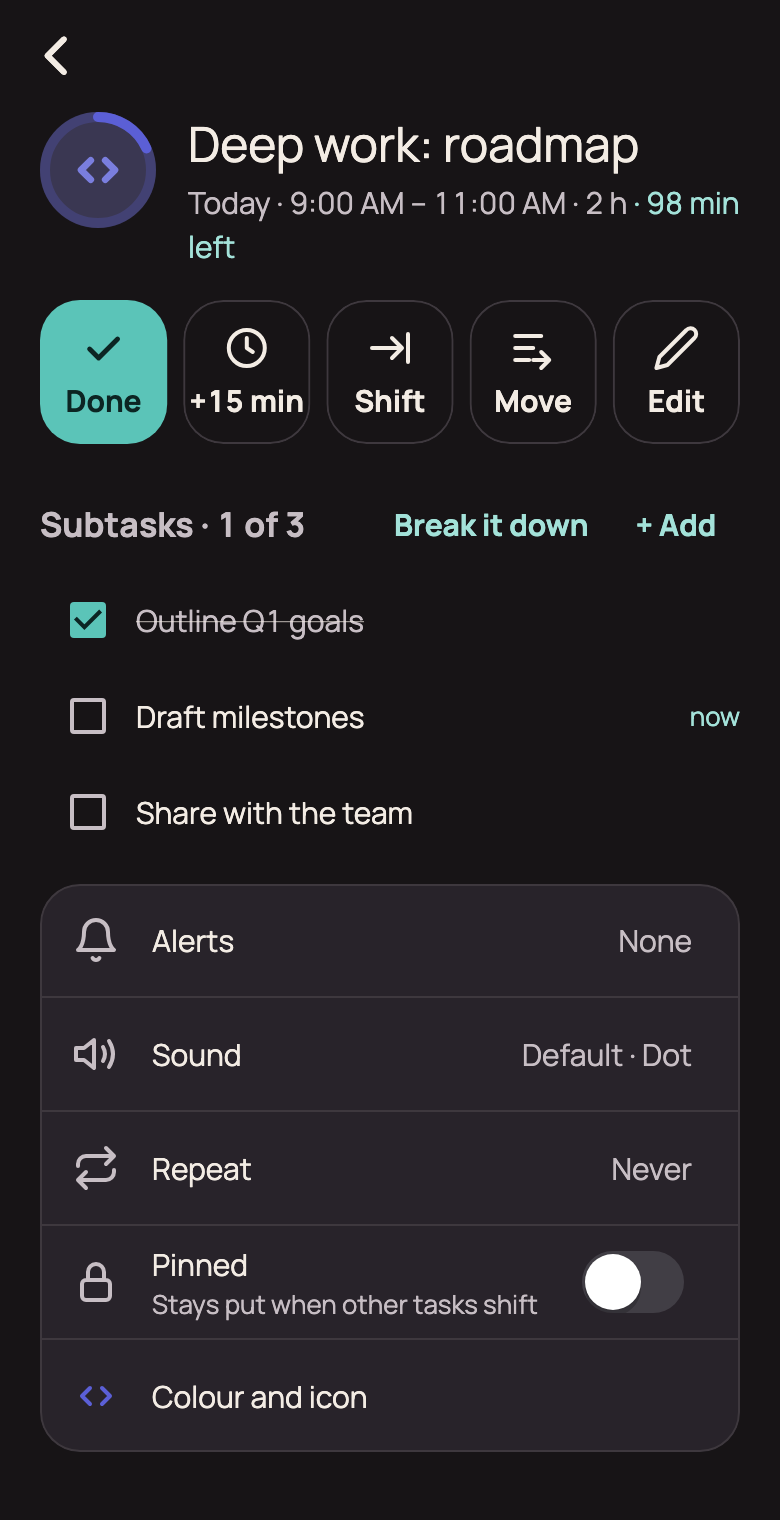 Deep work: roadmap
Today · 9:00 AM – 11:00 AM · 2 h · 98 min
left
Done
+15 min
Shift
Move
Edit
Subtasks · 1 of 3
Break it down
+ Add
Outline Q1 goals
Draft milestones
now
Share with the team
Alerts
None
Sound
Default · Dot
Repeat
Never
Pinned
Stays put when other tasks shift
Colour and icon